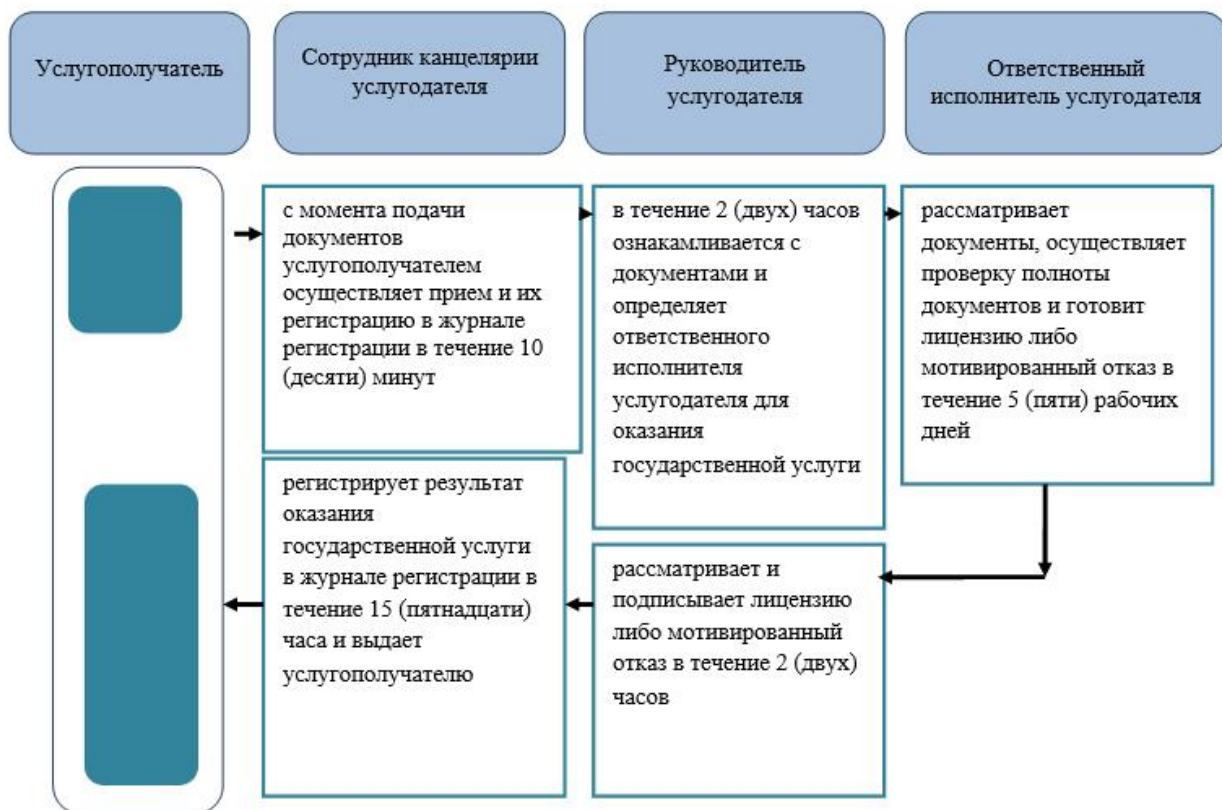 Услугополучатель
Сотрудник канцелярии
услугодателя
Руководитель
услугодателя
Ответственный
исполнитель услугодателя
с момента подачи
документов
услугополучателем
осуществляет прием и их
регистрацию в журнале
регистрации в течение 10
(десяти) минут
в течение 2 (двух) часов
ознакамливается с
документами и
определяет
ответственного
исполнителя
услугодателя для
оказания
государственной услуги
рассматривает
документы, осуществляет
проверку полноты
документов и готовит
лицензию либо
мотивированный отказ в
течение 5 (пяти) рабочих
дней
регистрирует результат
оказания
государственной услуги
в журнале регистрации в
течение 15 (пятнадцати)
часа и выдает
услугополучателю
рассматривает и
подписывает лицензию
либо мотивированный
отказ в течение 2 (двух)
часов